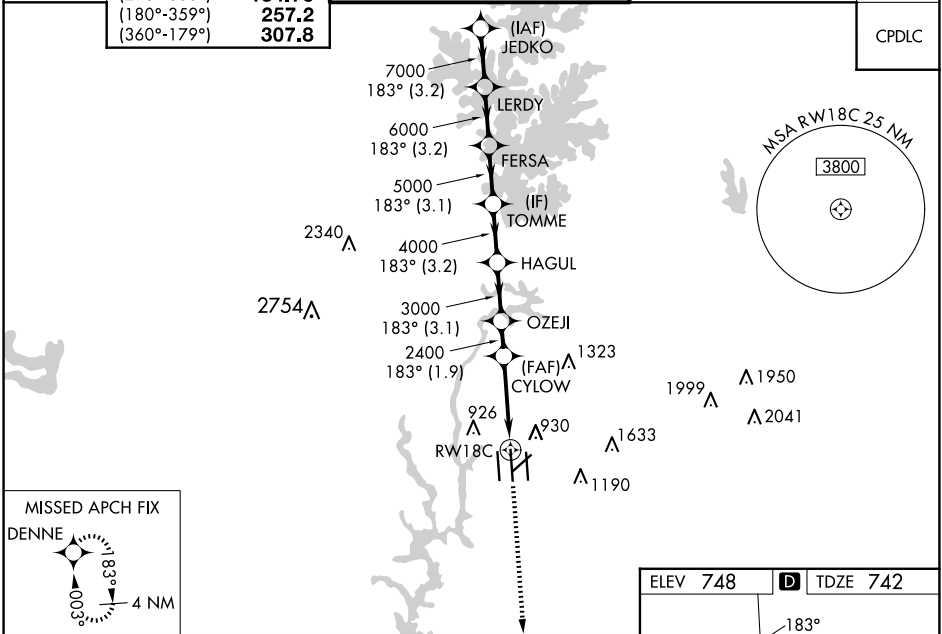 (180°-359°) 257.2
(360°-179°) 307.8
CPDLC
(IAF)
JEDKO
7000
183° (3.2)
LERDY
6000
183° (3.2)
FERSA
5000
183° (3.1)
(IF)
TOMME
4000
183° (3.2)
HAGUL
3000
183° (3.1)
OZEJI
2400
183° (1.9)
(FAF)
CYLOW
MSA RW18C 25 NM
3800
2340
2754
1323
1999
1950
2041
926
930
1633
RW18C
1190
MISSED APCH FIX
DENNE
183°
003°
4 NM
ELEV 748 D TDZE 742
183°